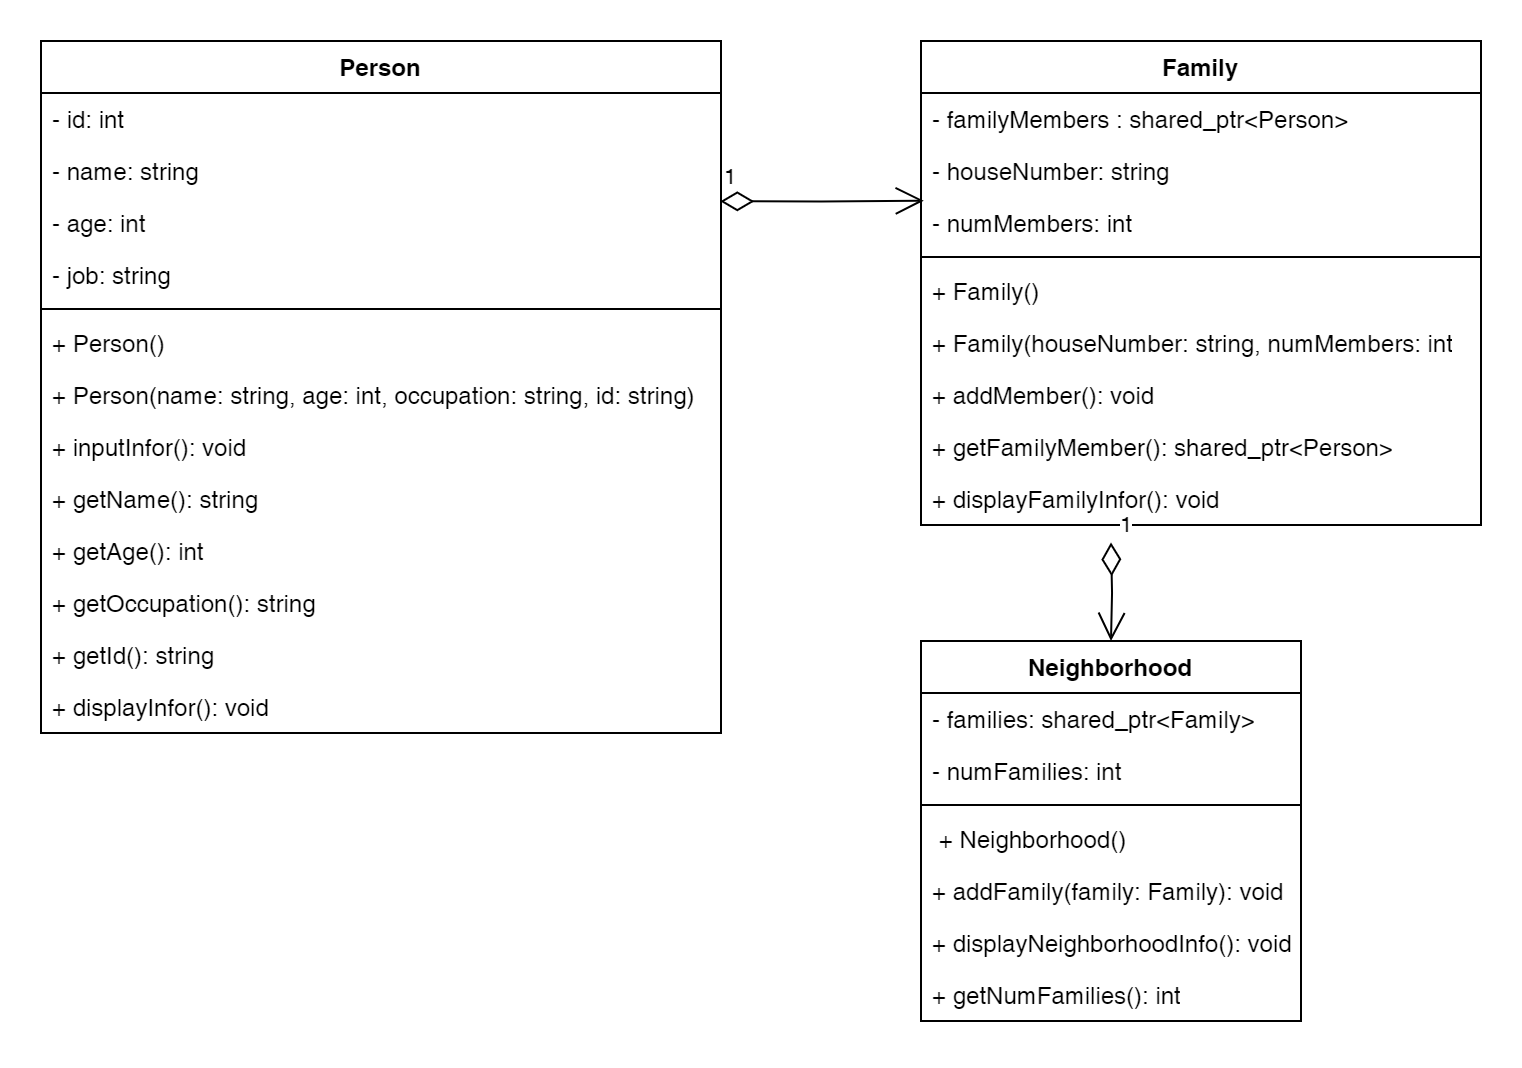 Person
- id: int
- name: string
- age: int
- job: string
+ Person()
+ Person(name: string, age: int, occupation: string, id: string)
+ inputInfor(): void
+ getName(): string
+ getAge(): int
+ getOccupation(): string
+ getId(): string
+ displayInfor(): void
1
Family
- familyMembers : shared_ptr<Person>
- houseNumber: string
- numMembers: int
+ Family()
+ Family(houseNumber: string, numMembers: int
+ addMember(): void
+ getFamilyMember(): shared_ptr<Person>
+ displayFamilyInfor(): void
1
Neighborhood
- families: shared_ptr<Family>
- numFamilies: int
+ Neighborhood()
+ addFamily(family: Family): void
+ displayNeighborhoodInfo(): void
+ getNumFamilies(): int